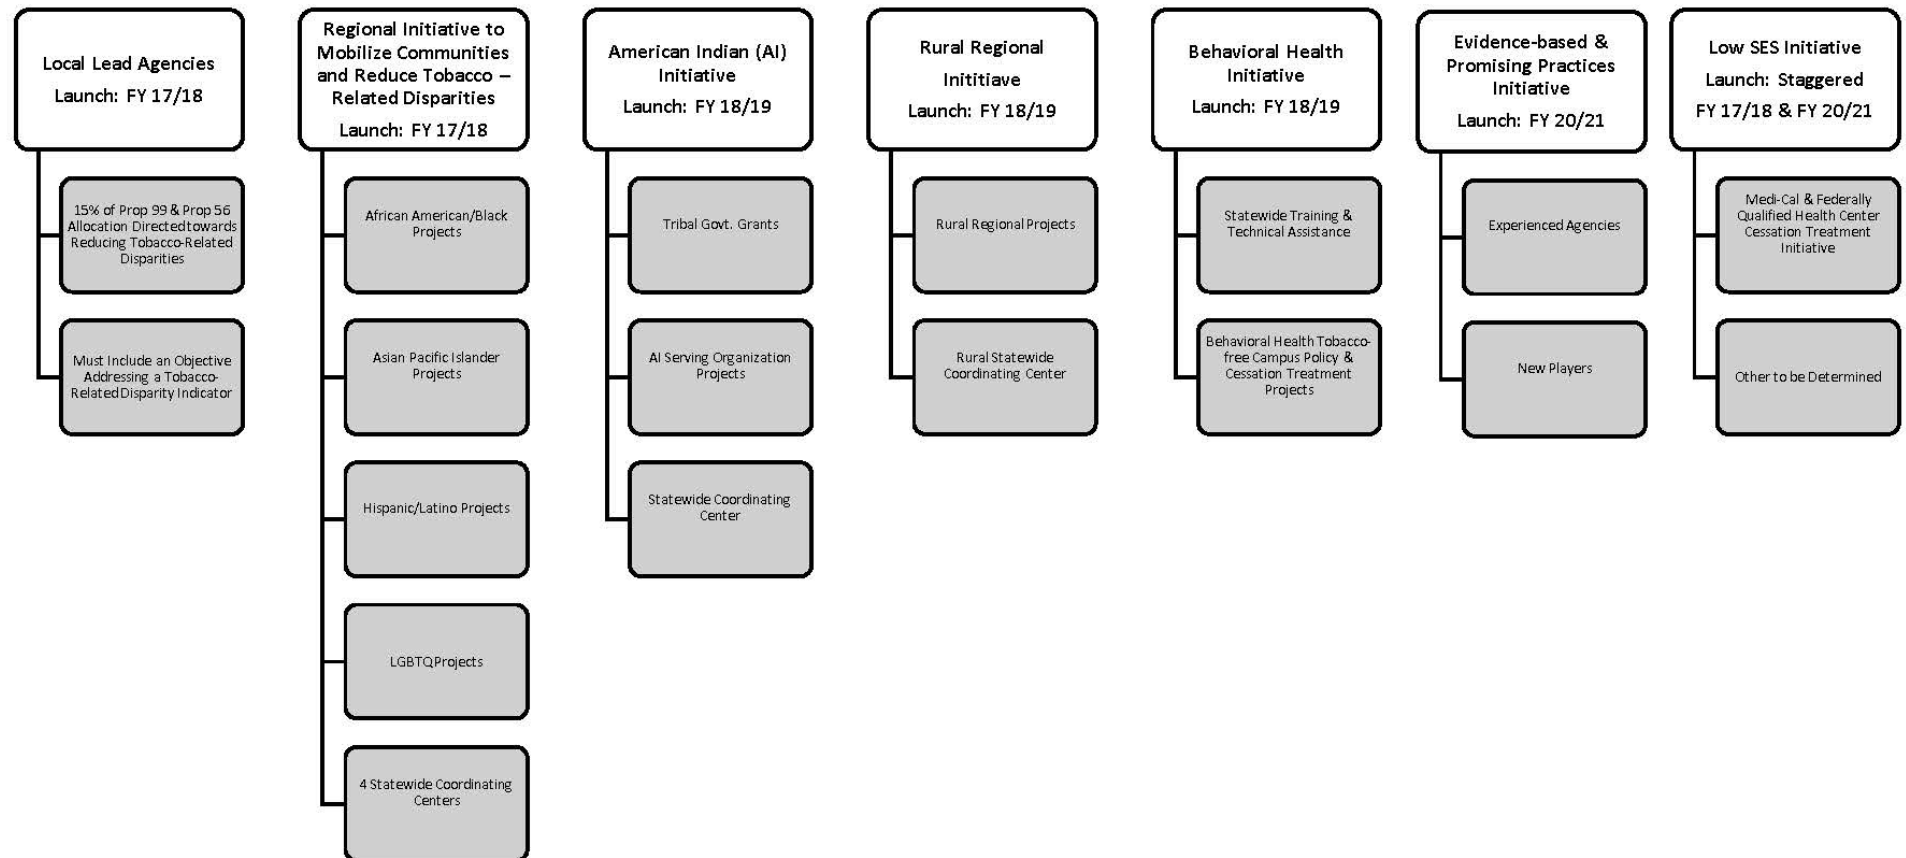 Local Lead Agencies
Launch: FY 17/18
15% of Prop 99 & Prop 56
Allocation Directed towards
Reducing Tobacco-Related
Disparities
Must Include an Objective
Addressing a Tobacco-
Related Disparity Indicator
Regional Initiative to
Mobilize Communities
and Reduce Tobacco –
Related Disparities
Launch: FY 17/18
African American/Black
Projects
Asian Pacific Islander
Projects
Hispanic/Latino Projects
LGBTQ Projects
4 Statewide Coordinating
Centers
American Indian (AI)
Initiative
Launch: FY 18/19
Tribal Govt. Grants
AI Serving Organization
Projects
Statewide Coordinating
Center
Rural Regional
Inititiave
Launch: FY 18/19
Rural Regional Projects
Rural Statewide
Coordinating Center
Behavioral Health
Initiative
Launch: FY 18/19
Statewide Training &
Technical Assistance
Behavioral Health Tobacco-
free Campus Policy &
Cessation Treatment
Projects
Evidence-based &
Promising Practices
Initiative
Launch: FY 20/21
Experienced Agencies
New Players
Low SES Initiative
Launch: Staggered
FY 17/18 & FY 20/21
Medi-Cal & Federally
Qualified Health Center
Cessation Treatment
Initiative
Other to be Determined